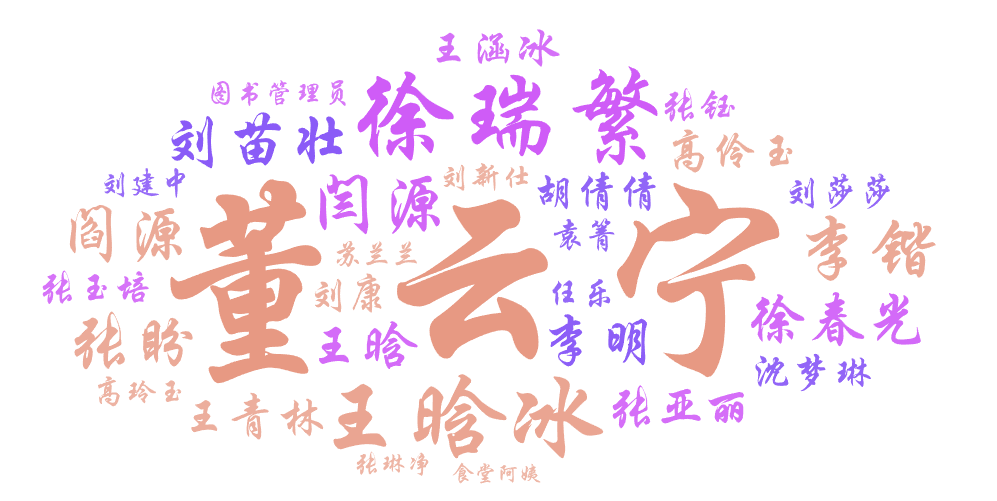 王涵冰
图书管理员
徐瑞繁
张钰
刘苗壮
高伶玉
刘建中
闫源
刘新仕
胡倩倩
刘莎莎
阎源
董云宁
袁箐
李锴
苏兰兰
张玉培
刘康
任乐
徐春光
张盼
王晗
李明
沈梦琳
高玲玉
王青林
王晗冰
张亚丽
张琳净
食堂阿姨